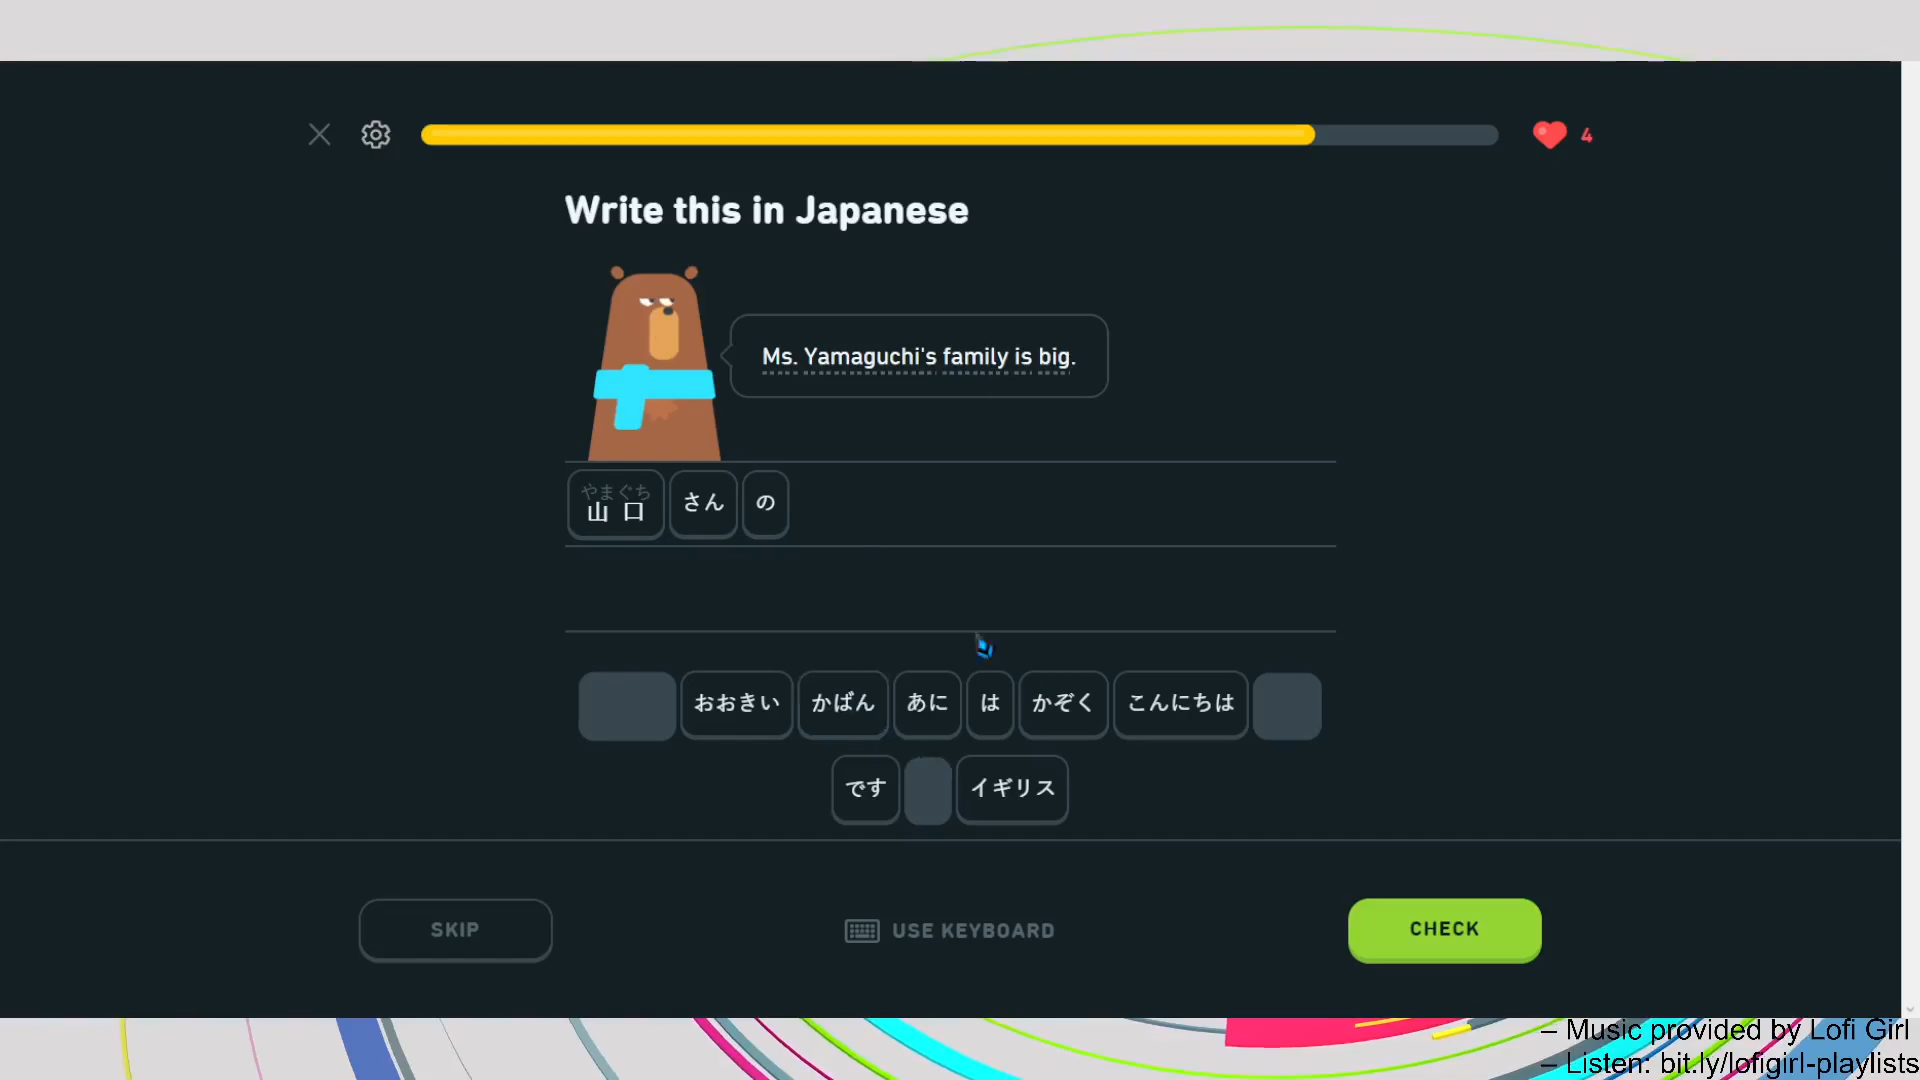 4
Write this in Japanese
Ms. Yamaguchi's family is big.
やまぐち
山口 さん の
おおきい かばん あに は かぞく こんにちは
です イギリス
SKIP USE KEYBOARD CHECK
– Music provided by Lofi Girl
– Listen: bit.ly/lofigirl-playlists